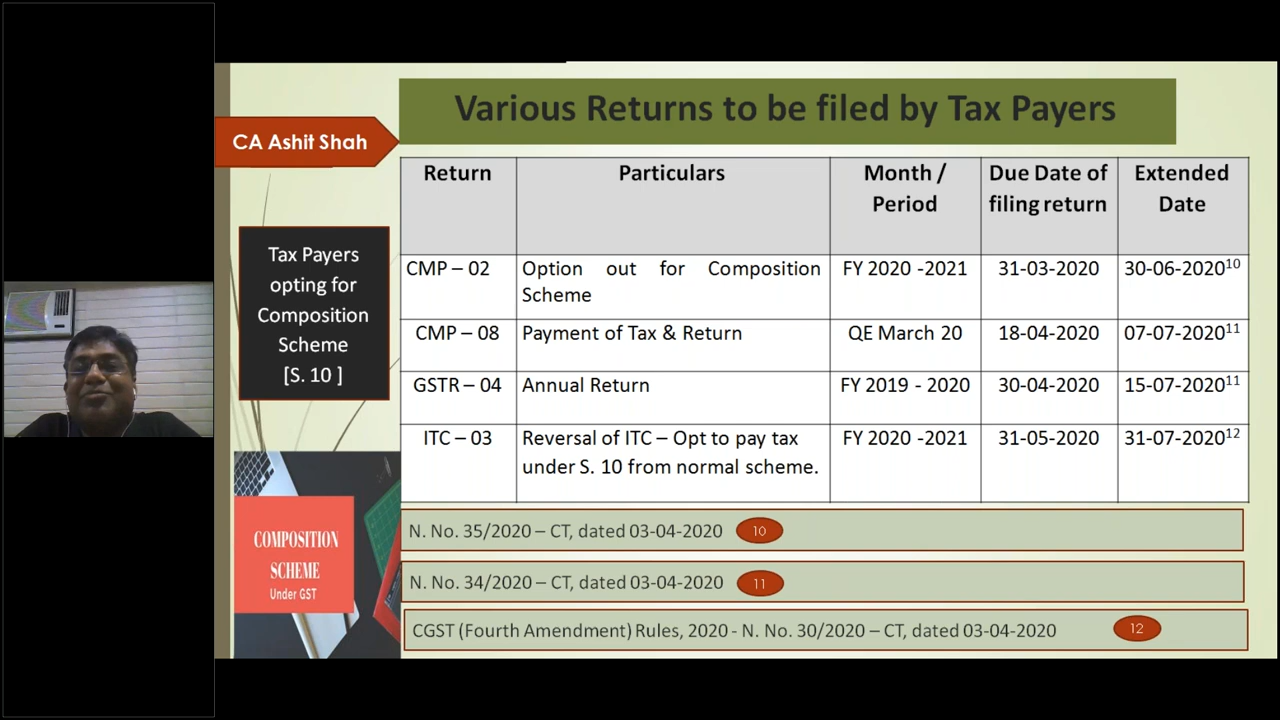 Various Returns to be filed by Tax Payers
CA Ashit Shah
Tax Payers
opting for
Composition
Scheme
[S. 10 ]
COMPOSITION
SCHEME
Under GST
Return Particulars Month / Due Date of Extended
Period filing return Date
CMP – 02 Option out for Composition FY 2020 -2021 31-03-2020 30-06-2020¹⁰
Scheme
CMP – 08 Payment of Tax & Return QE March 20 18-04-2020 07-07-2020¹¹
GSTR – 04 Annual Return FY 2019 - 2020 30-04-2020 15-07-2020¹¹
ITC – 03 Reversal of ITC – Opt to pay tax FY 2020 -2021 31-05-2020 31-07-2020¹²
under S. 10 from normal scheme.
N. No. 35/2020 – CT, dated 03-04-2020 10
N. No. 34/2020 – CT, dated 03-04-2020 11
CGST (Fourth Amendment) Rules, 2020 - N. No. 30/2020 – CT, dated 03-04-2020 12